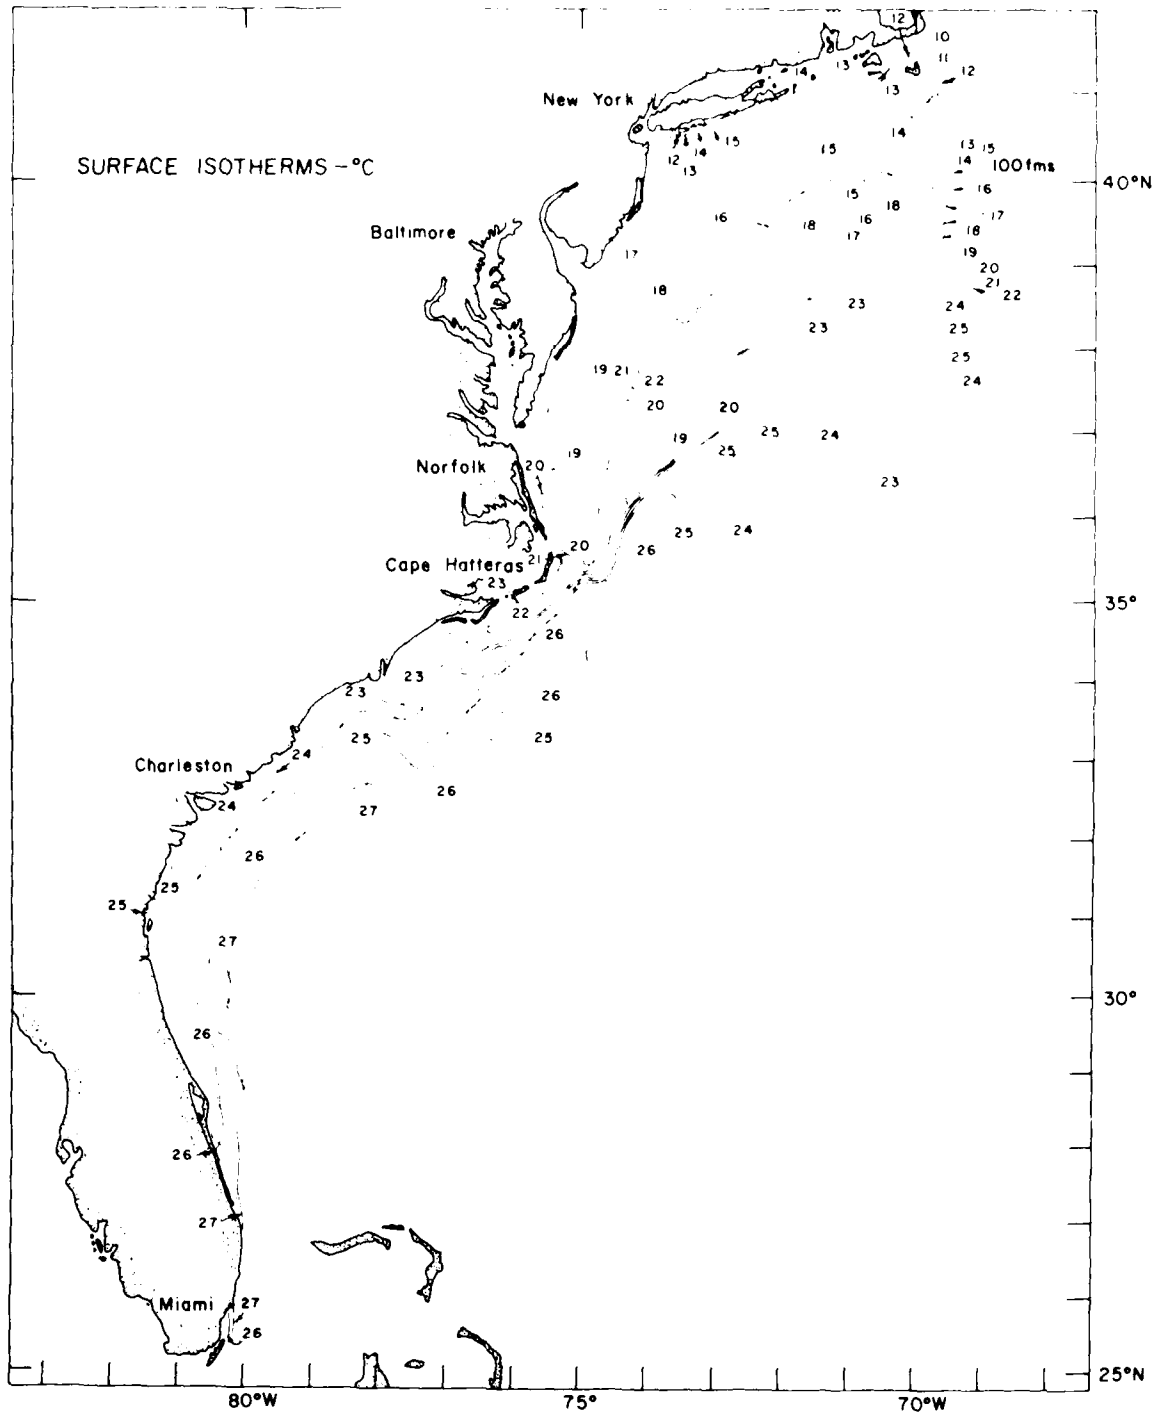 12
10
11
14 13 12
13
New York
14
15
15 13 15
12 14 14
13 100fms
SURFACE ISOTHERMS - °C
40°N
16
15
18
16 18 16 17
Baltimore
17 18
17 19
20
21
18 22
23 24
23 25
25
19 21 22 24
20 20
25 24
19
25
19
Norfolk 20
23
25 24
20 26
21
Cape Hatteras
23
35°
22
26
23
23 26
25 25
24
Charleston
26
24 27
26
25
25
27
30°
26
26
27
Miami 27
26
25°N
80°W 75° 70°W